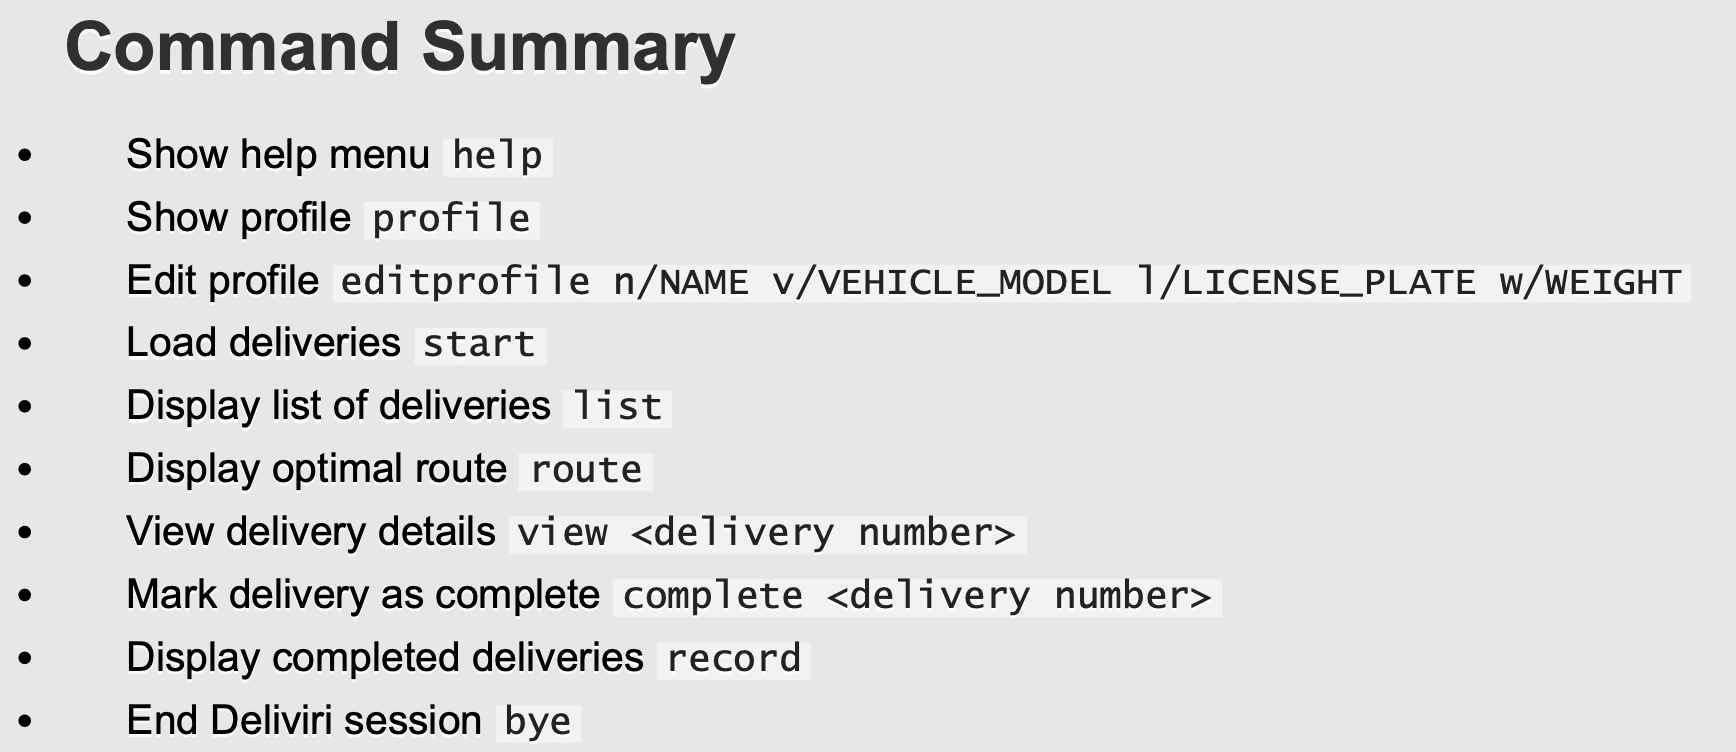 Command Summary
• Show help menu help
• Show profile profile
• Edit profile editprofile n/NAME v/VEHICLE_MODEL l/LICENSE_PLATE w/WEIGHT
• Load deliveries start
• Display list of deliveries list
• Display optimal route route
• View delivery details view <delivery number>
• Mark delivery as complete complete <delivery number>
• Display completed deliveries record
• End Deliviri session bye